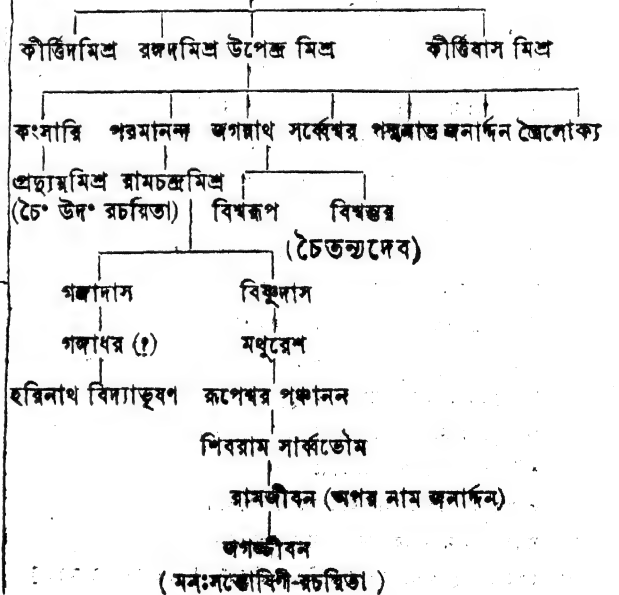 কীর্ত্তিদমিশ্র রঙ্গদমিশ্র উপেন্দ্র মিশ্র কীর্ত্তিবাস মিশ্র
কংসারি পরমানন্দ জগন্নাথ সর্ব্বেশ্বর পদ্মনাভ জনার্দ্দন ত্রৈলোক্য
প্রদ্যুম্নমিশ্র রামচন্দ্রমিশ্র
(চৈ° উদ° রচয়িতা) বিশ্বরূপ বিশ্বম্ভর
(চৈতন্যদেব)
গঙ্গাদাস বিষ্ণুদাস
গঙ্গাধর (?) মথুরেশ
হরিনাথ বিদ্যাভূষণ রূপেশ্বর পঞ্চানন
শিবরাম সার্ব্বভৌম
রামজীবন (অপর নাম জনার্দ্দন)
জগজ্জীবন
( মনঃসন্তোষিণী-রচয়িতা )